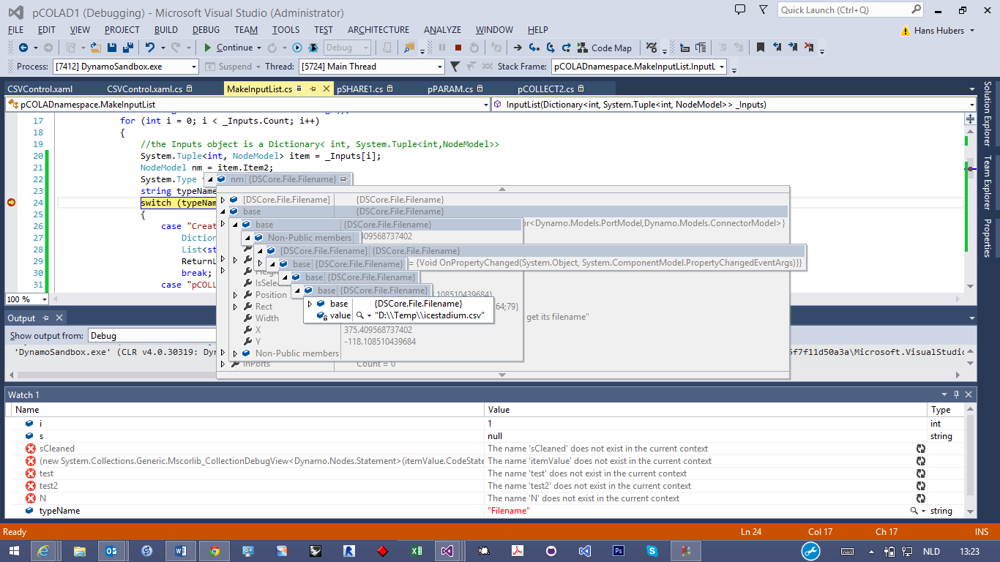 pCOLAD1 (Debugging) - Microsoft Visual Studio (Administrator)
Quick Launch (Ctrl+Q)
FILE EDIT VIEW PROJECT BUILD DEBUG TEAM TOOLS TEST ARCHITECTURE ANALYZE WINDOW HELP
Hans Hubers
Continue Debug Code Map
Process: [7412] DynamoSandbox.exe Suspend Thread: [5724] Main Thread Stack Frame: pCOLADnamespace.MakeInputList.InputL
CSVControl.xaml CSVControl.xaml.cs MakeInputList.cs pSHARE1.cs pPARAM.cs pCOLLECT2.cs
pCOLADnamespace.MakeInputList InputList(Dictionary<int, System.Tuple<int, NodeModel>> _Inputs)
17 for (int i = 0; i < _Inputs.Count; i++)
18 {
19 //the Inputs object is a Dictionary< int, System.Tuple<int,NodeModel>>
20 System.Tuple<int, NodeModel> item = _Inputs[i];
21 NodeModel nm = item.Item2;
22 System.Type
nm {DSCore.File.Filename}
23 string typeName
24 switch (typeNam
[DSCore.File.Filename] {DSCore.File.Filename}
25 {
base {DSCore.File.Filename}
26 case "Creat
base {DSCore.File.Filename} or<Dynamo.Models.PortModel,Dynamo.Models.ConnectorModel>}
27 Diction
Non-Public members 409568737402
28 List<st
[DSCore.File.Filename] {DSCore.File.Filename}
29 ReturnL
base {DSCore.File.Filename} = {Void OnPropertyChanged(System.Object, System.ComponentModel.PropertyChangedEventArgs)}}
30 break;
Height
base {DSCore.File.Filename}
31 case "pCOLL
IsSelec
base {DSCore.File.Filename}
Position .108510439684}
base {DSCore.File.Filename}
Rect 64;79}
value "D:\\Temp\\icestadium.csv"
Width get its filename"
X 375.409568737402
Y -118.108510439684
Non-Public members
InPorts Count = 0
100 %
Output
Show output from: Debug
'DynamoSandbox.exe' (CLR v4.0.30319: Dyn 5f7f11d50a3a\Microsoft.VisualStudio
Solution Explorer
Team Explorer
Properties
Watch 1
Name Value Type
i 1 int
s null string
sCleaned The name 'sCleaned' does not exist in the current context
(new System.Collections.Generic.Mscorlib_CollectionDebugView<Dynamo.Nodes.Statement>(itemValue.CodeState The name 'itemValue' does not exist in the current context
test The name 'test' does not exist in the current context
test2 The name 'test2' does not exist in the current context
N The name 'N' does not exist in the current context
typeName "Filename" string
Ready Ln 24 Col 17 Ch 17 INS
NLD 13:23